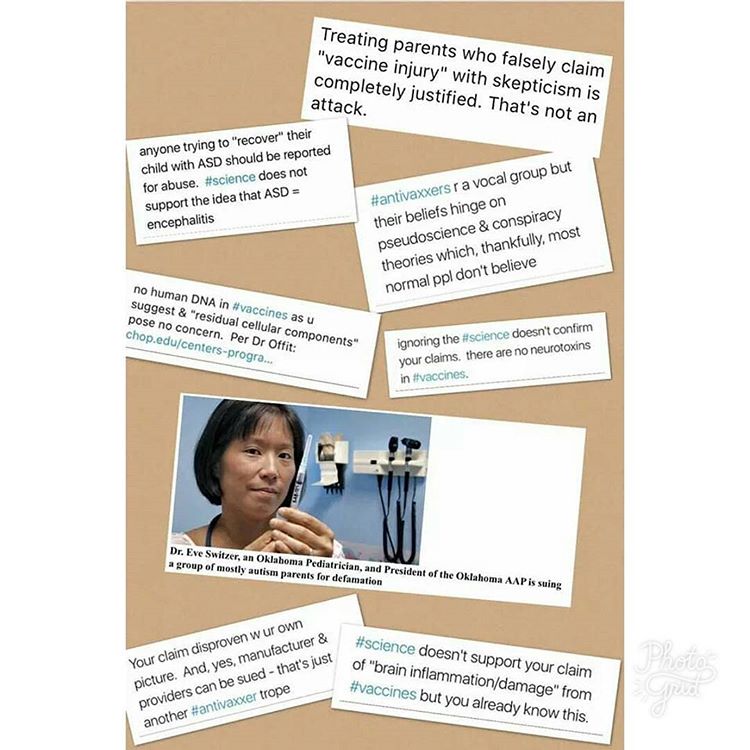 Treating parents who falsely claim
"vaccine injury" with skepticism is
completely justified. That's not an
attack.
anyone trying to "recover" their
child with ASD should be reported
for abuse. #science does not
support the idea that ASD =
encephalitis
#antivaxxers r a vocal group but
their beliefs hinge on
pseudoscience & conspiracy
theories which, thankfully, most
normal ppl don't believe
no human DNA in #vaccines as u
suggest & "residual cellular components"
pose no concern. Per Dr Offit:
chop.edu/centers-progra...
ignoring the #science doesn't confirm
your claims. there are no neurotoxins
in #vaccines.
Dr. Eve Switzer, an Oklahoma Pediatrician, and President of the Oklahoma AAP is suing
a group of mostly autism parents for defamation
Your claim disproven w ur own
picture. And, yes, manufacturer &
providers can be sued - that's just
another #antivaxxer trope
#science doesn't support your claim
of "brain inflammation/damage" from
#vaccines but you already know this.
Photo
Grid